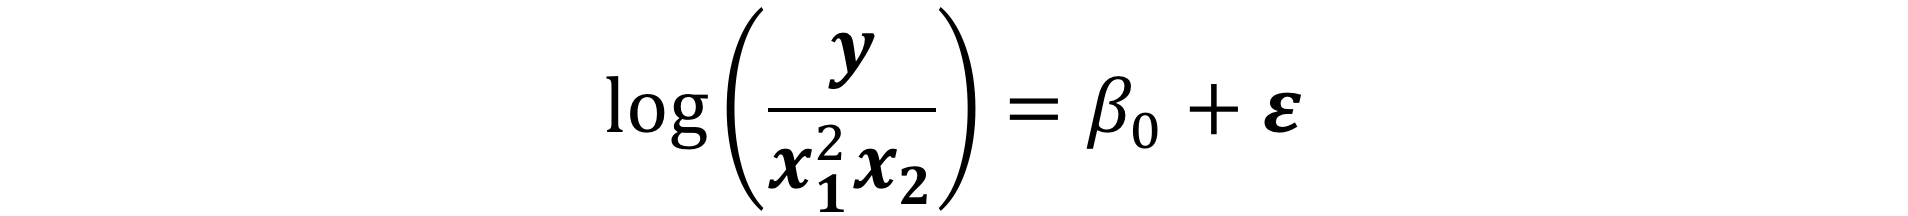 log(y / x₁²x₂) = β₀ + ε